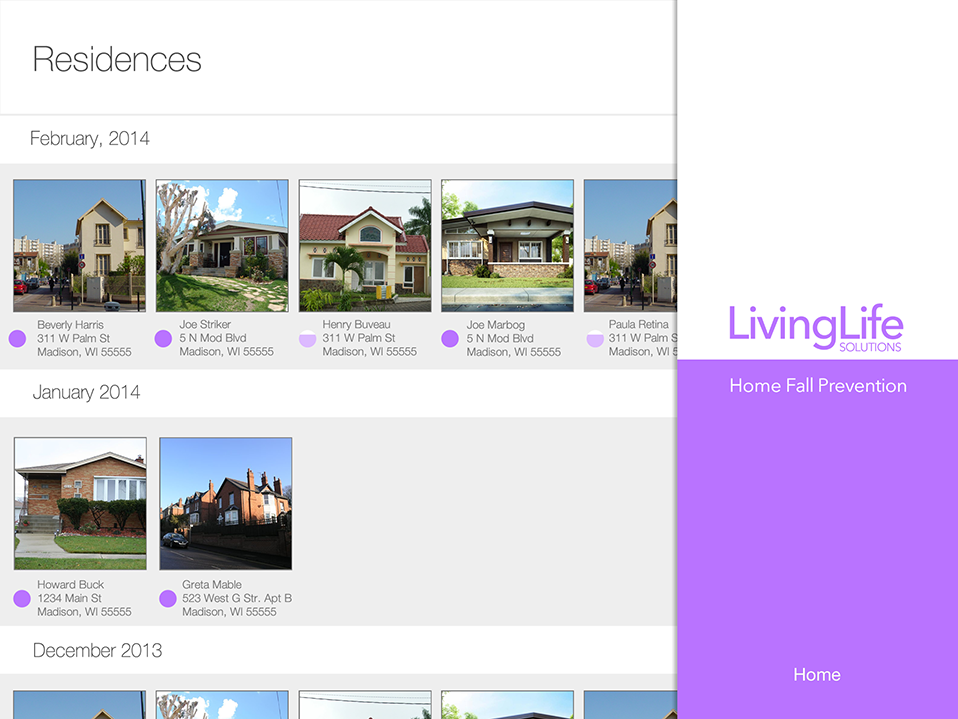 Residences
February, 2014
Beverly Harris
311 W Palm St
Madison, WI 55555
Joe Striker
5 N Mod Blvd
Madison, WI 55555
Henry Buveau
311 W Palm St
Madison, WI 55555
Joe Marbog
5 N Mod Blvd
Madison, WI 55555
Paula Retina
311 W Palm S
Madison, WI 5
January, 2014
Howard Buck
1234 Main St
Madison, WI 55555
Greta Mable
523 West G Str. Apt B
Madison, WI 55555
December 2013
LivingLife
SOLUTIONS
Home Fall Prevention
Home